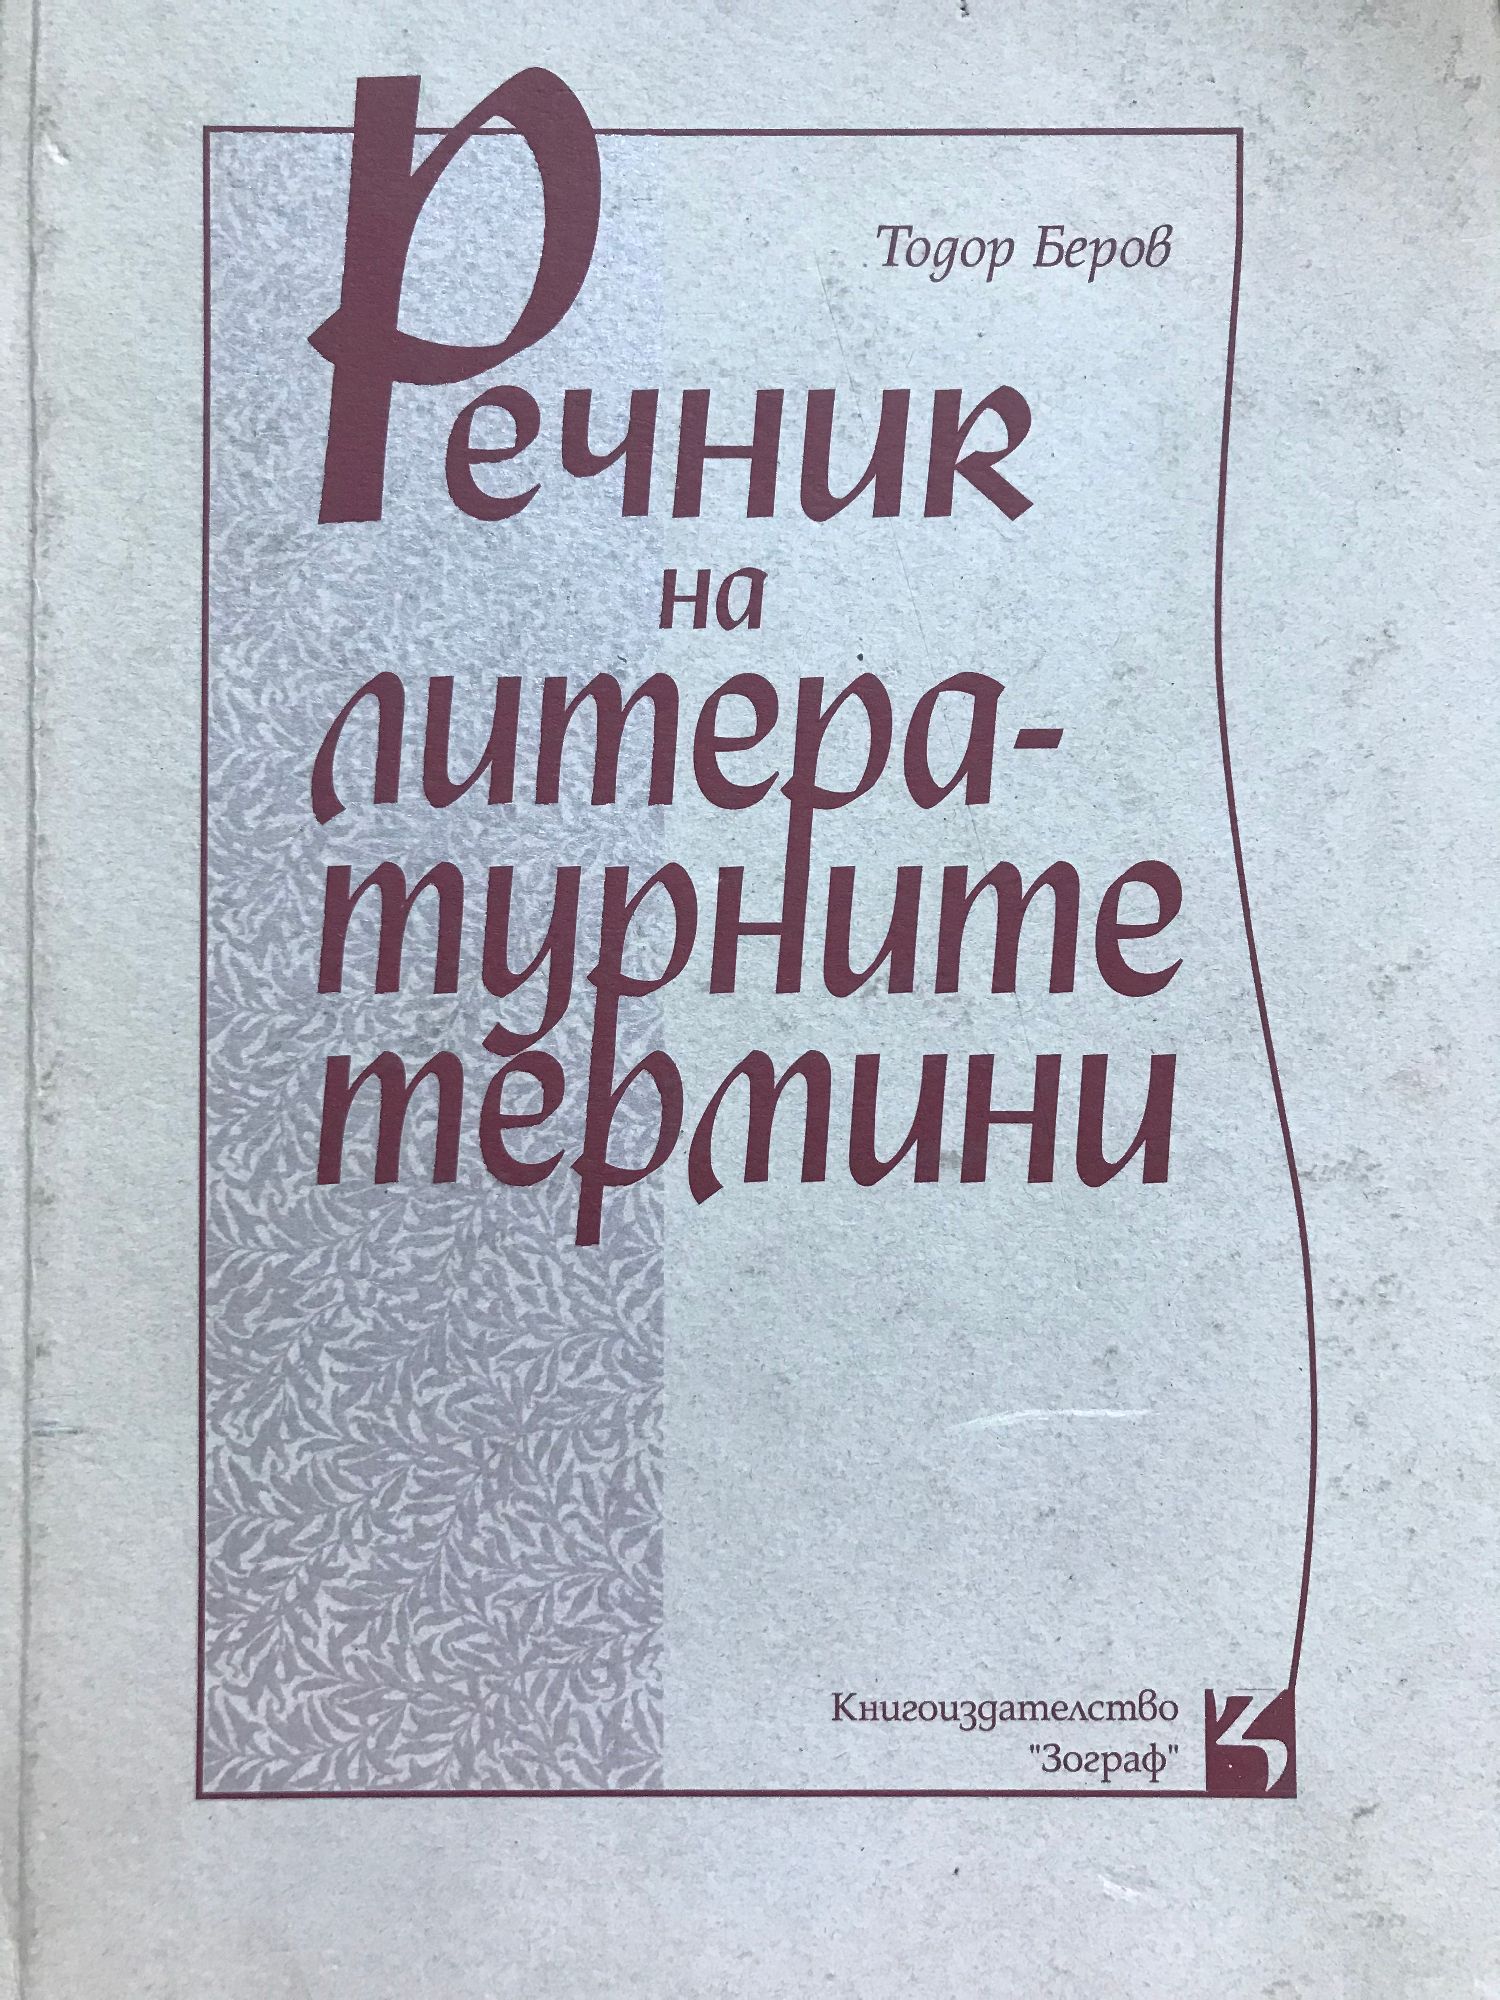 Тодор Беров
Речник
на
литера-
турните
термини
Книгоиздателство
"Зограф"
З